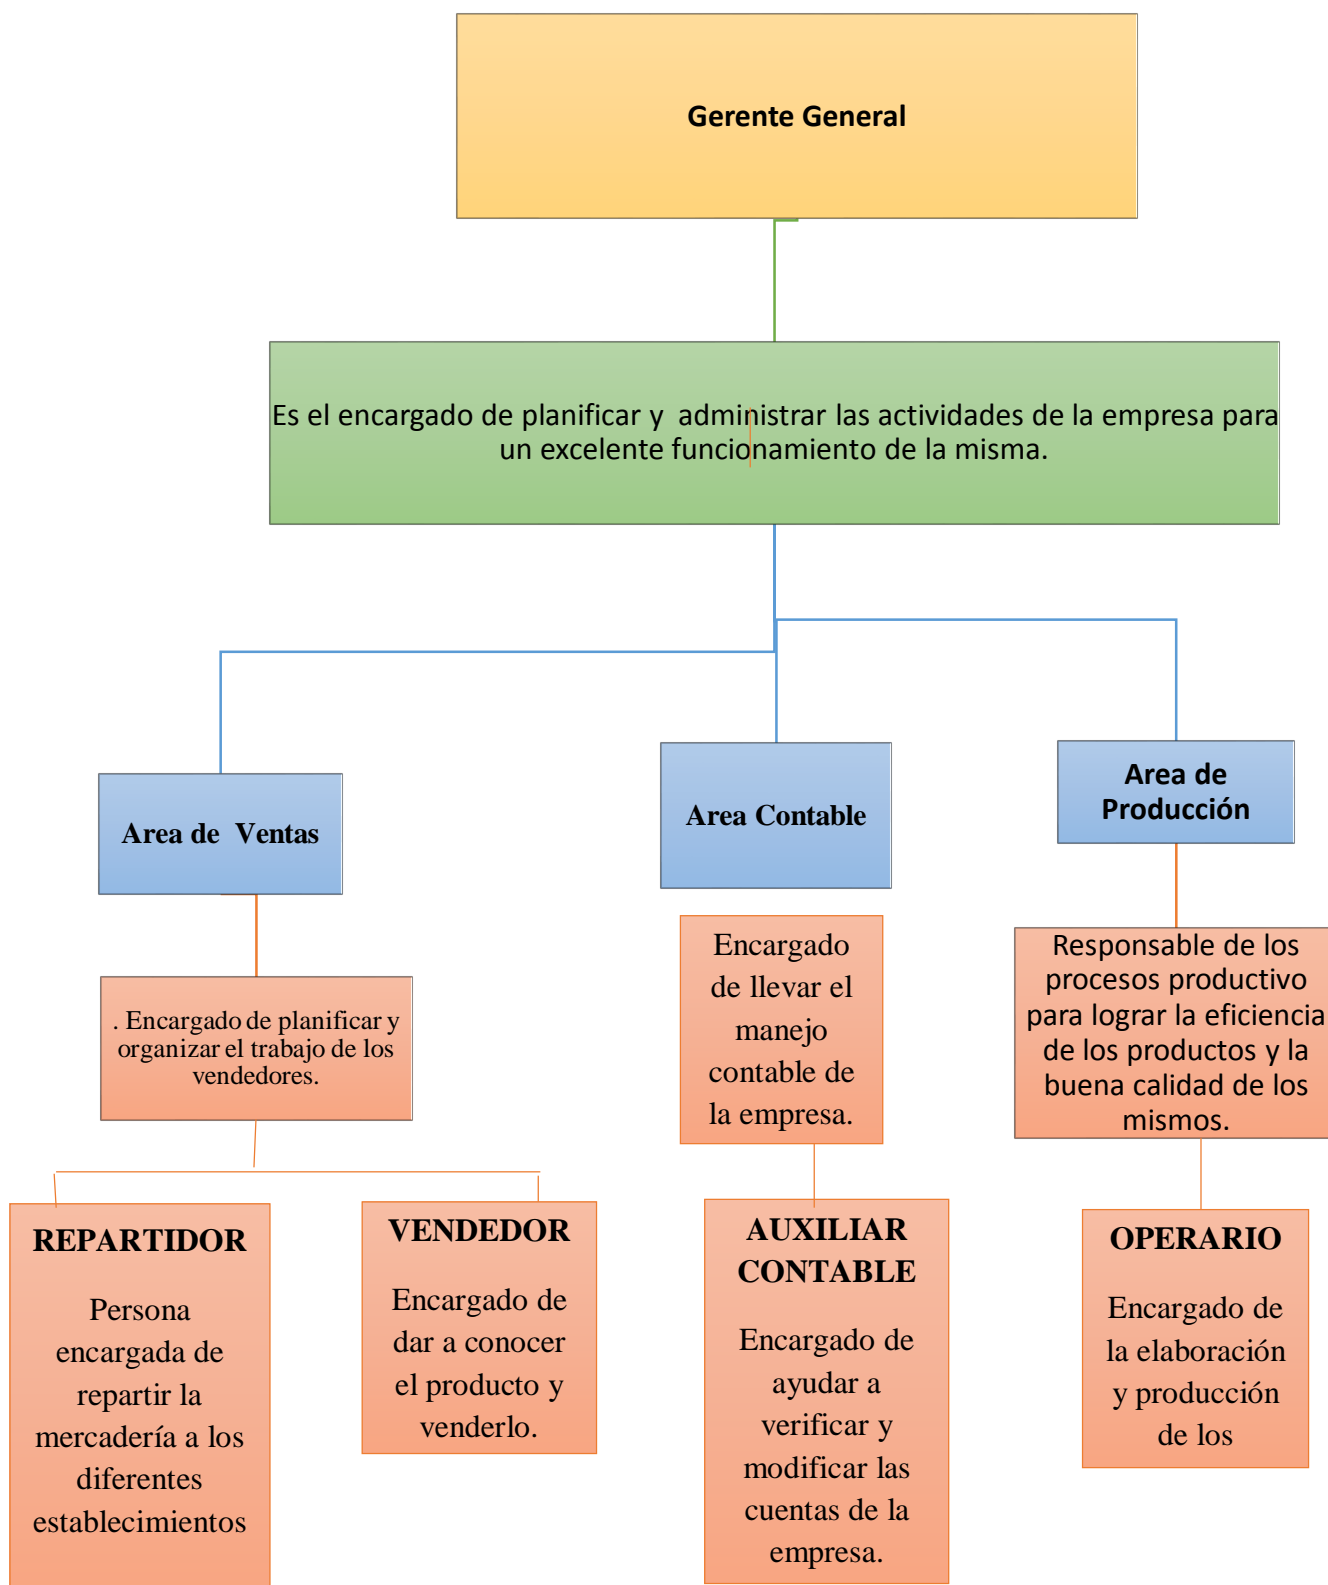 Gerente General
Es el encargado de planificar y  administrar las actividades de la empresa para
un excelente funcionamiento de la misma.
Area de  Ventas
Area Contable
Area de
Producción
. Encargado de planificar y
organizar el trabajo de los
vendedores.
Encargado
de llevar el
manejo
contable de
la empresa.
Responsable de los
procesos productivo
para lograr la eficiencia
de los productos y la
buena calidad de los
mismos.
REPARTIDOR
Persona
encargada de
repartir la
mercadería a los
diferentes
establecimientos
VENDEDOR
Encargado de
dar a conocer
el producto y
venderlo.
AUXILIAR
CONTABLE
Encargado de
ayudar a
verificar y
modificar las
cuentas de la
empresa.
OPERARIO
Encargado de
la elaboración
y producción
de los